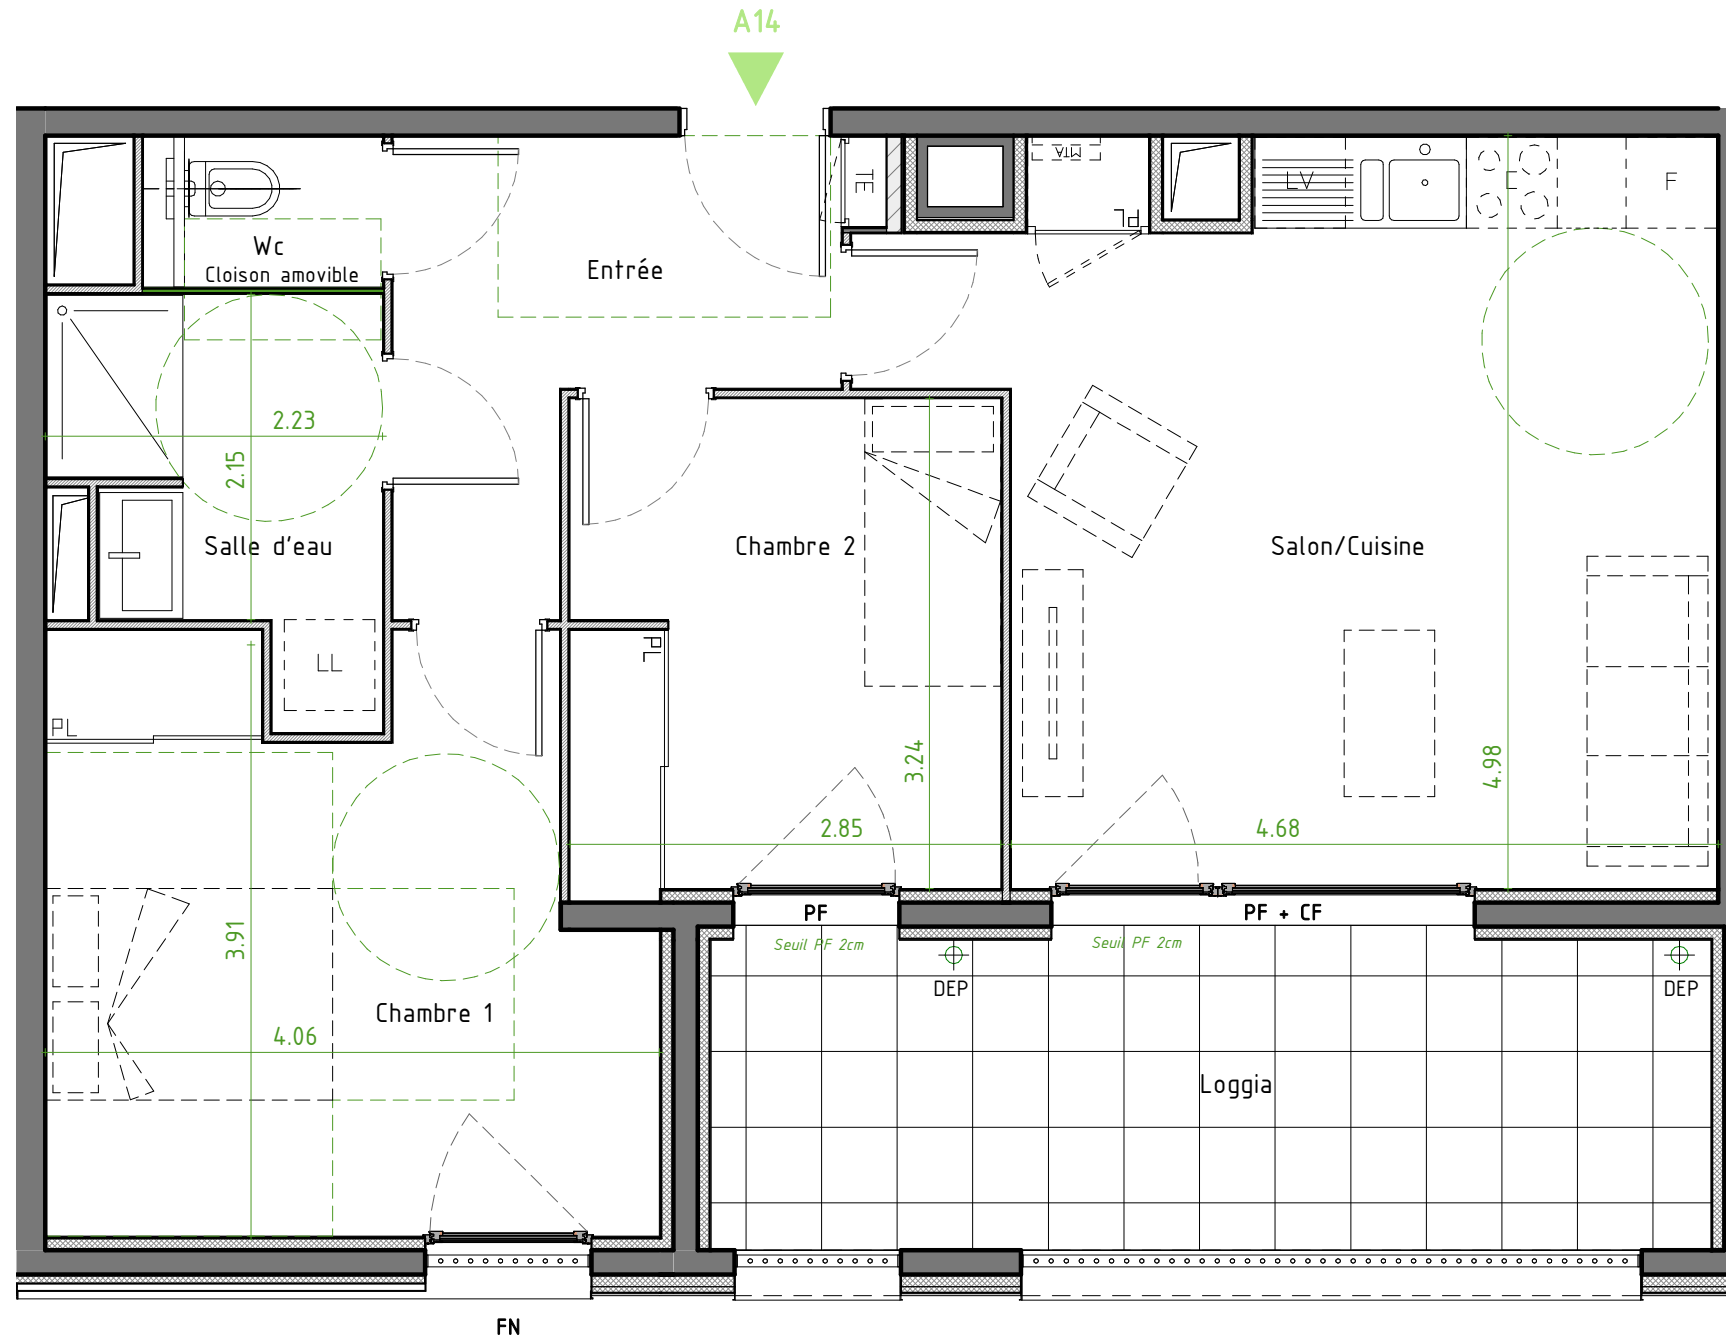 A14
MTA
TE
PL
LV
F
Wc
Cloison amovible
Entrée
2.23
2.15
Salle d'eau
Chambre 2
Salon/Cuisine
LL
PL
PL
3.24
4.98
2.85
4.68
PF
PF + CF
Seuil PF 2cm
Seuil PF 2cm
3.91
DEP
DEP
Chambre 1
4.06
Loggia
FN